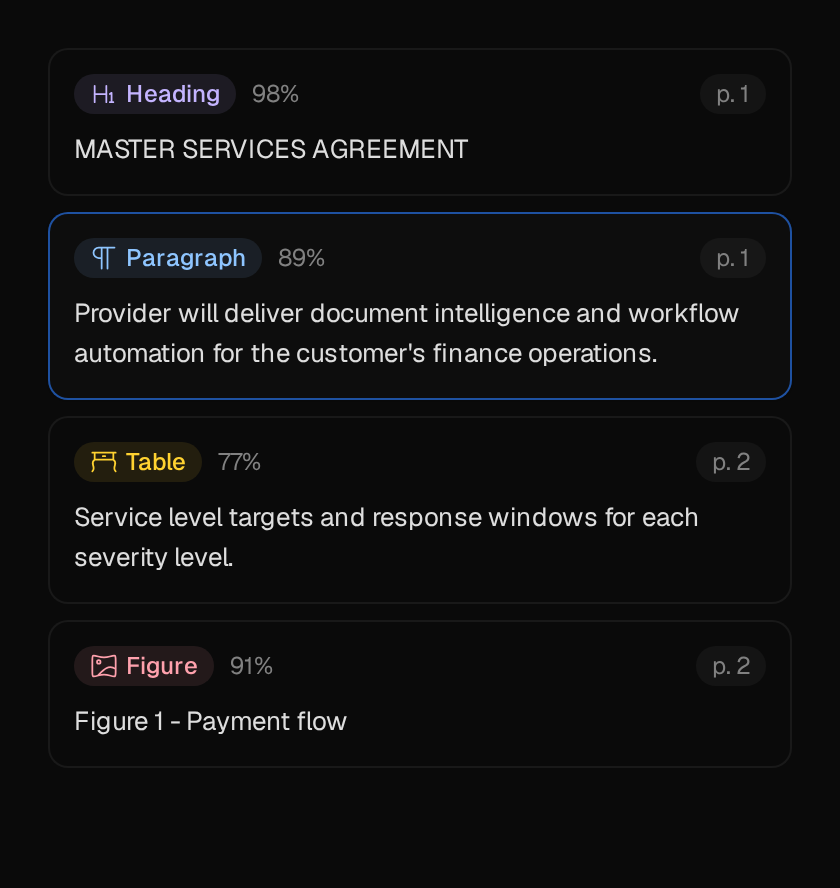 H1 Heading 98% p. 1
MASTER SERVICES AGREEMENT
Paragraph 89% p. 1
Provider will deliver document intelligence and workflow
automation for the customer's finance operations.
Table 77% p. 2
Service level targets and response windows for each
severity level.
Figure 91% p. 2
Figure 1 - Payment flow